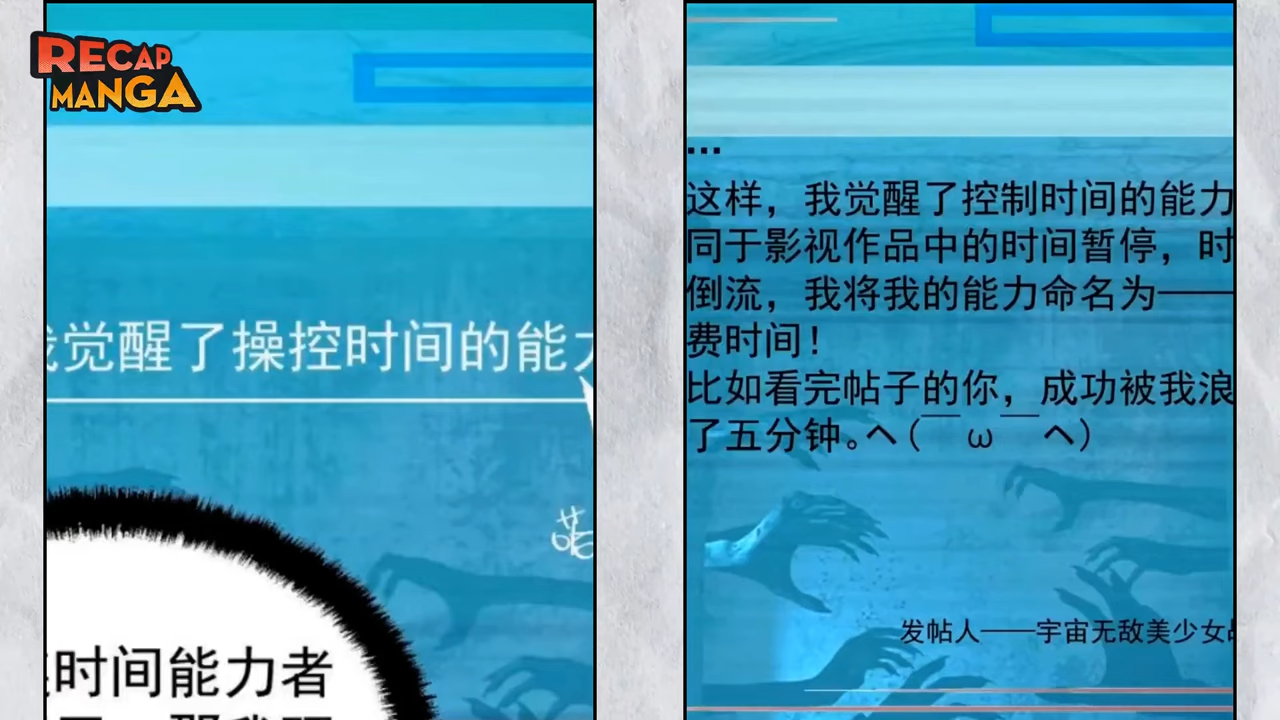 RECAP
MANGA
觉醒了操控时间的能
时间能力者
...
这样，我觉醒了控制时间的能力
同于影视作品中的时间暂停，时
倒流，我将我的能力命名为——
费时间！
比如看完帖子的你，成功被我浪
了五分钟。ヘ(￣ω￣ヘ)
发帖人——宇宙无敌美少女